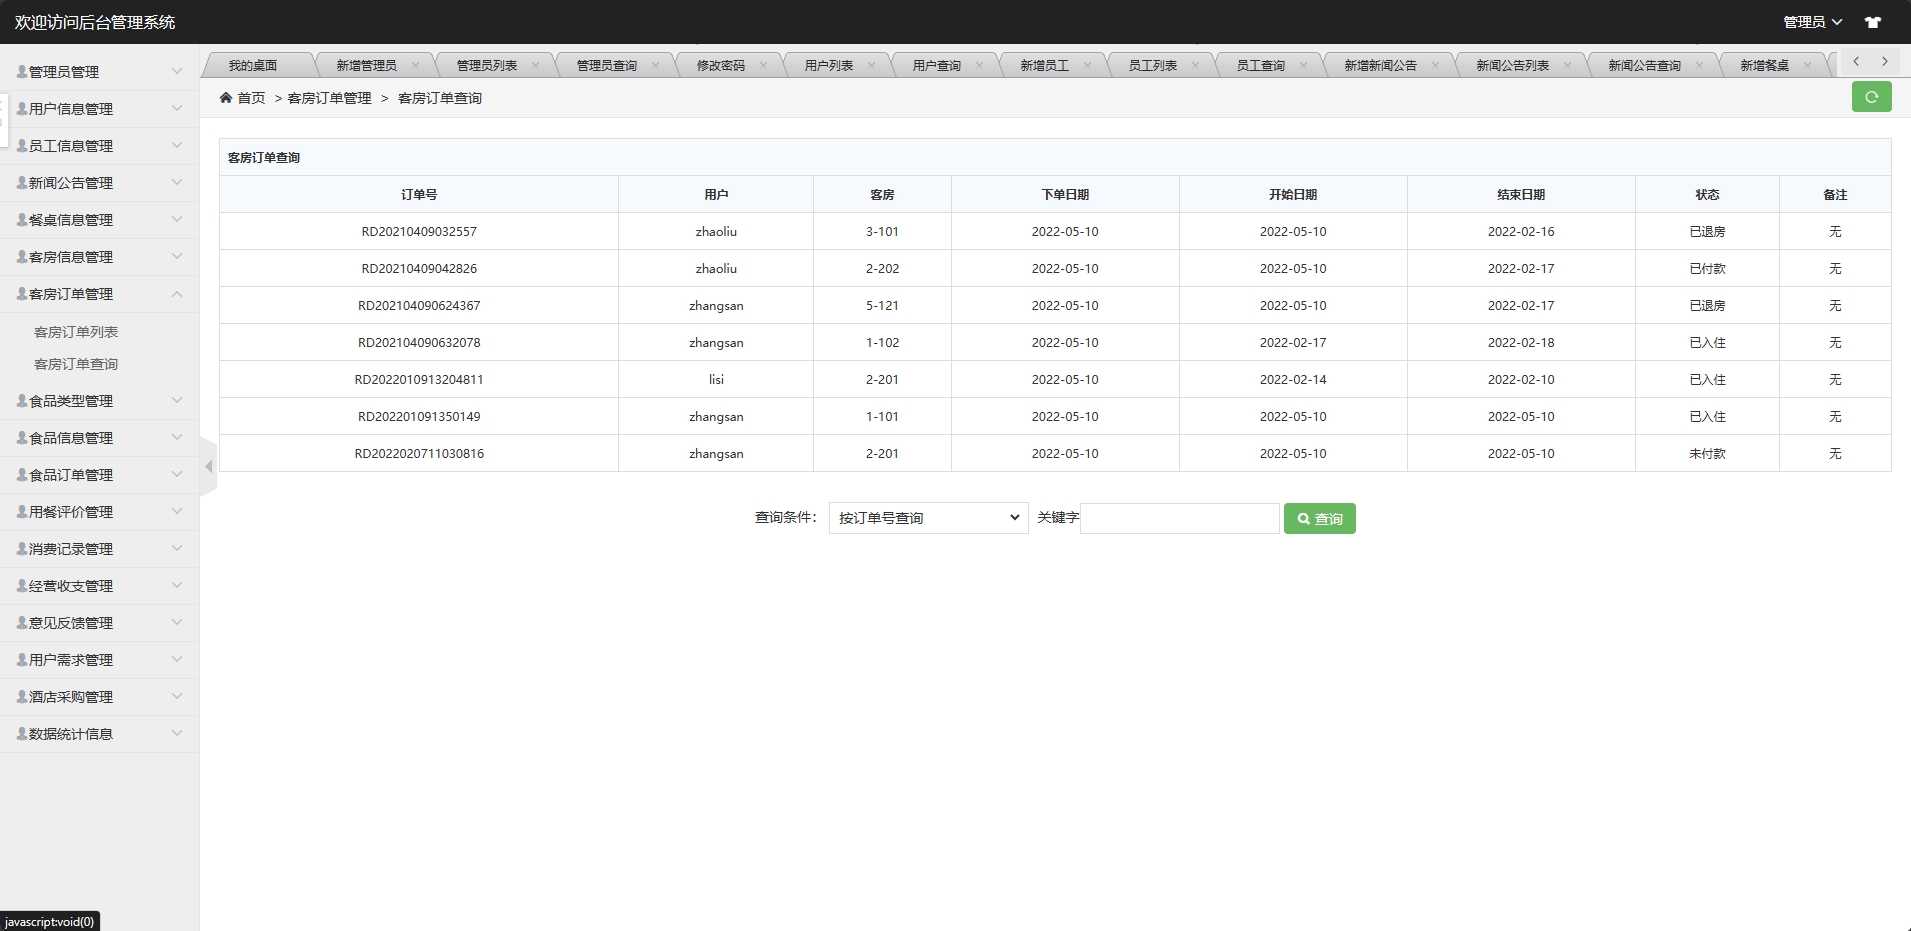 欢迎访问后台管理系统
管理员
我的桌面 新增管理员 管理员列表 管理员查询 修改密码 用户列表 用户查询 新增员工 员工列表 员工查询 新增新闻公告 新闻公告列表 新闻公告查询 新增餐桌
首页 > 客房订单管理 > 客房订单查询
管理员管理
用户信息管理
员工信息管理
新闻公告管理
餐桌信息管理
客房信息管理
客房订单管理
客房订单列表
客房订单查询
食品类型管理
食品信息管理
食品订单管理
用餐评价管理
消费记录管理
经营收支管理
意见反馈管理
用户需求管理
酒店采购管理
数据统计信息
客房订单查询
订单号 用户 客房 下单日期 开始日期 结束日期 状态 备注
RD20210409032557 zhaoliu 3-101 2022-05-10 2022-05-10 2022-02-16 已退房 无
RD20210409042826 zhaoliu 2-202 2022-05-10 2022-05-10 2022-02-17 已付款 无
RD202104090624367 zhangsan 5-121 2022-05-10 2022-05-10 2022-02-17 已退房 无
RD202104090632078 zhangsan 1-102 2022-05-10 2022-02-17 2022-02-18 已入住 无
RD2022010913204811 lisi 2-201 2022-05-10 2022-02-14 2022-02-10 已入住 无
RD202201091350149 zhangsan 1-101 2022-05-10 2022-05-10 2022-05-10 已入住 无
RD2022020711030816 zhangsan 2-201 2022-05-10 2022-05-10 2022-05-10 未付款 无
查询条件： 按订单号查询 关键字 查询
javascript:void(0)